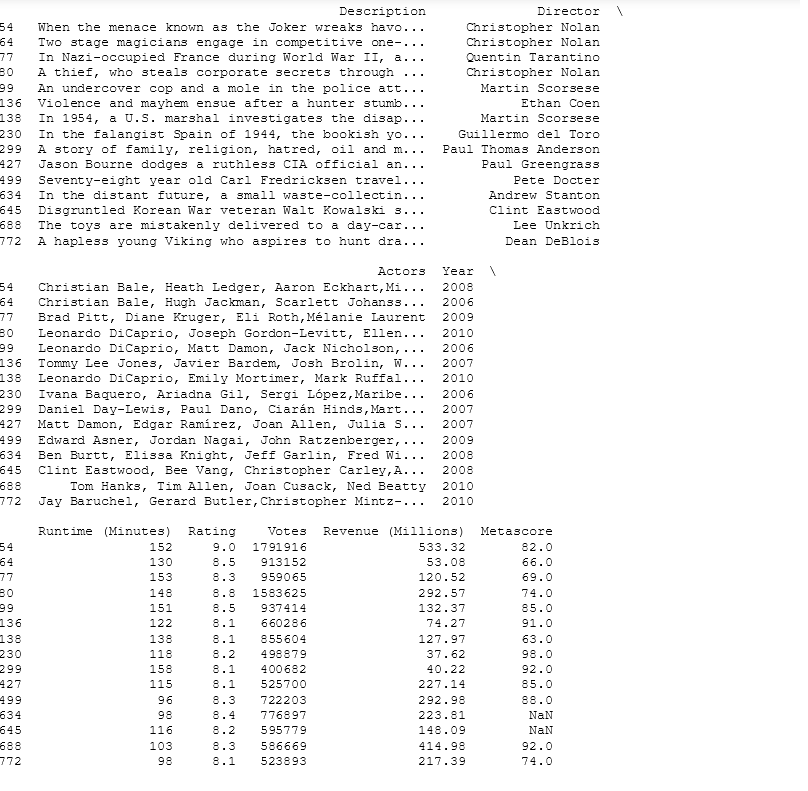 Description Director \
54 When the menace known as the Joker wreaks havo... Christopher Nolan
64 Two stage magicians engage in competitive one-... Christopher Nolan
77 In Nazi-occupied France during World War II, a... Quentin Tarantino
80 A thief, who steals corporate secrets through ... Christopher Nolan
99 An undercover cop and a mole in the police att... Martin Scorsese
136 Violence and mayhem ensue after a hunter stumb... Ethan Coen
138 In 1954, a U.S. marshal investigates the disap... Martin Scorsese
230 In the falangist Spain of 1944, the bookish yo... Guillermo del Toro
299 A story of family, religion, hatred, oil and m... Paul Thomas Anderson
427 Jason Bourne dodges a ruthless CIA official an... Paul Greengrass
499 Seventy-eight year old Carl Fredricksen travel... Pete Docter
634 In the distant future, a small waste-collectin... Andrew Stanton
645 Disgruntled Korean War veteran Walt Kowalski s... Clint Eastwood
688 The toys are mistakenly delivered to a day-car... Lee Unkrich
772 A hapless young Viking who aspires to hunt dra... Dean DeBlois
Actors Year \
54 Christian Bale, Heath Ledger, Aaron Eckhart,Mi... 2008
64 Christian Bale, Hugh Jackman, Scarlett Johanss... 2006
77 Brad Pitt, Diane Kruger, Eli Roth,Mélanie Laurent 2009
80 Leonardo DiCaprio, Joseph Gordon-Levitt, Ellen... 2010
99 Leonardo DiCaprio, Matt Damon, Jack Nicholson,... 2006
136 Tommy Lee Jones, Javier Bardem, Josh Brolin, W... 2007
138 Leonardo DiCaprio, Emily Mortimer, Mark Ruffal... 2010
230 Ivana Baquero, Ariadna Gil, Sergi López,Maribe... 2006
299 Daniel Day-Lewis, Paul Dano, Ciarán Hinds,Mart... 2007
427 Matt Damon, Edgar Ramírez, Joan Allen, Julia S... 2007
499 Edward Asner, Jordan Nagai, John Ratzenberger,... 2009
634 Ben Burtt, Elissa Knight, Jeff Garlin, Fred Wi... 2008
645 Clint Eastwood, Bee Vang, Christopher Carley,A... 2008
688 Tom Hanks, Tim Allen, Joan Cusack, Ned Beatty 2010
772 Jay Baruchel, Gerard Butler,Christopher Mintz-... 2010
Runtime (Minutes) Rating Votes Revenue (Millions) Metascore
54 152 9.0 1791916 533.32 82.0
64 130 8.5 913152 53.08 66.0
77 153 8.3 959065 120.52 69.0
80 148 8.8 1583625 292.57 74.0
99 151 8.5 937414 132.37 85.0
136 122 8.1 660286 74.27 91.0
138 138 8.1 855604 127.97 63.0
230 118 8.2 498879 37.62 98.0
299 158 8.1 400682 40.22 92.0
427 115 8.1 525700 227.14 85.0
499 96 8.3 722203 292.98 88.0
634 98 8.4 776897 223.81 NaN
645 116 8.2 595779 148.09 NaN
688 103 8.3 586669 414.98 92.0
772 98 8.1 523893 217.39 74.0